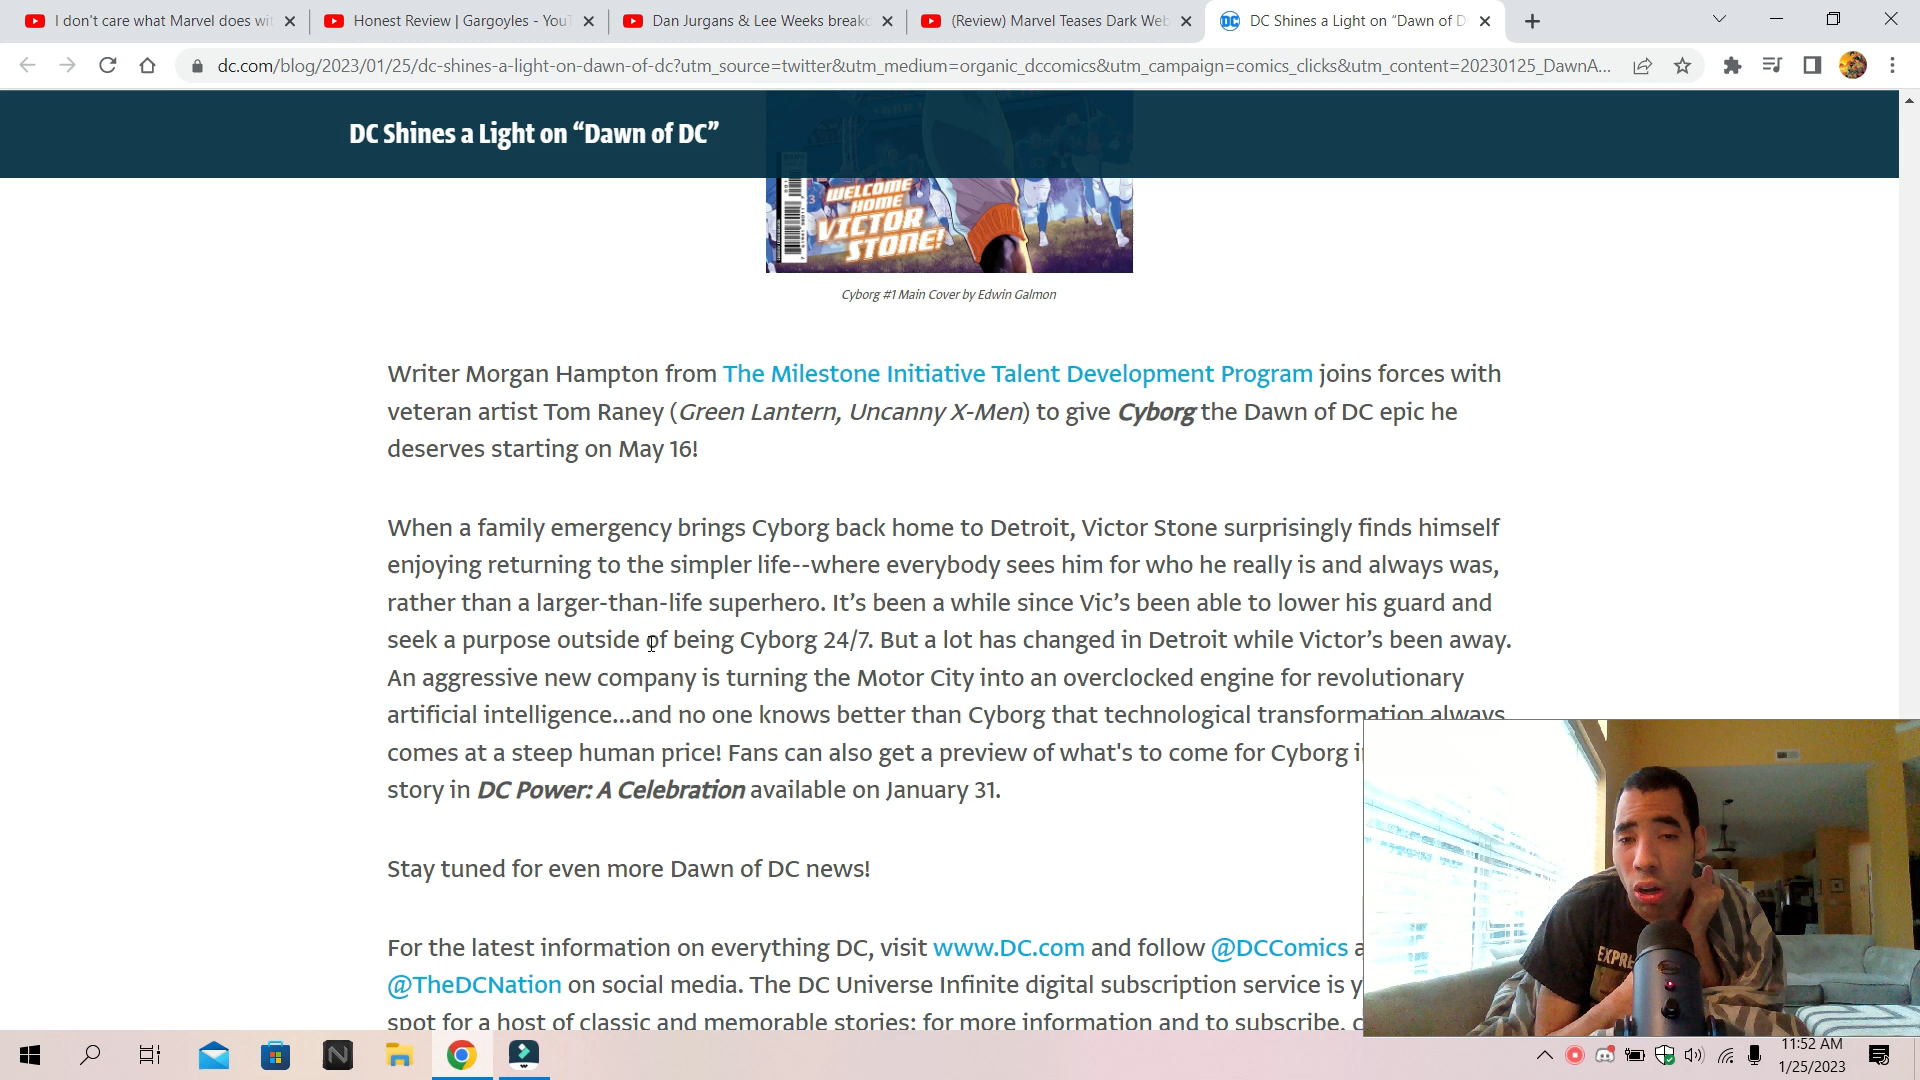 I don't care what Marvel does wi
Honest Review | Gargoyles - You
Dan Jurgans & Lee Weeks breakd
(Review) Marvel Teases Dark Web
DC
DC Shines a Light on “Dawn of D
dc.com/blog/2023/01/25/dc-shines-a-light-on-dawn-of-dc?utm_source=twitter&utm_medium=organic_dccomics&utm_campaign=comics_clicks&utm_content=20230125_DawnA...
DC Shines a Light on “Dawn of DC”
WELCOME
HOME
VICTOR
STONE!
Cyborg #1 Main Cover by Edwin Galmon
Writer Morgan Hampton from The Milestone Initiative Talent Development Program joins forces with
veteran artist Tom Raney (Green Lantern, Uncanny X-Men) to give Cyborg the Dawn of DC epic he
deserves starting on May 16!
When a family emergency brings Cyborg back home to Detroit, Victor Stone surprisingly finds himself
enjoying returning to the simpler life--where everybody sees him for who he really is and always was,
rather than a larger-than-life superhero. It’s been a while since Vic’s been able to lower his guard and
seek a purpose outside of being Cyborg 24/7. But a lot has changed in Detroit while Victor’s been away.
An aggressive new company is turning the Motor City into an overclocked engine for revolutionary
artificial intelligence...and no one knows better than Cyborg that technological transformation always
comes at a steep human price! Fans can also get a preview of what's to come for Cyborg i
story in DC Power: A Celebration available on January 31.
Stay tuned for even more Dawn of DC news!
For the latest information on everything DC, visit www.DC.com and follow @DCComics a
@TheDCNation on social media. The DC Universe Infinite digital subscription service is y
spot for a host of classic and memorable stories; for more information and to subscribe, c
EXPRE
11:52 AM
1/25/2023